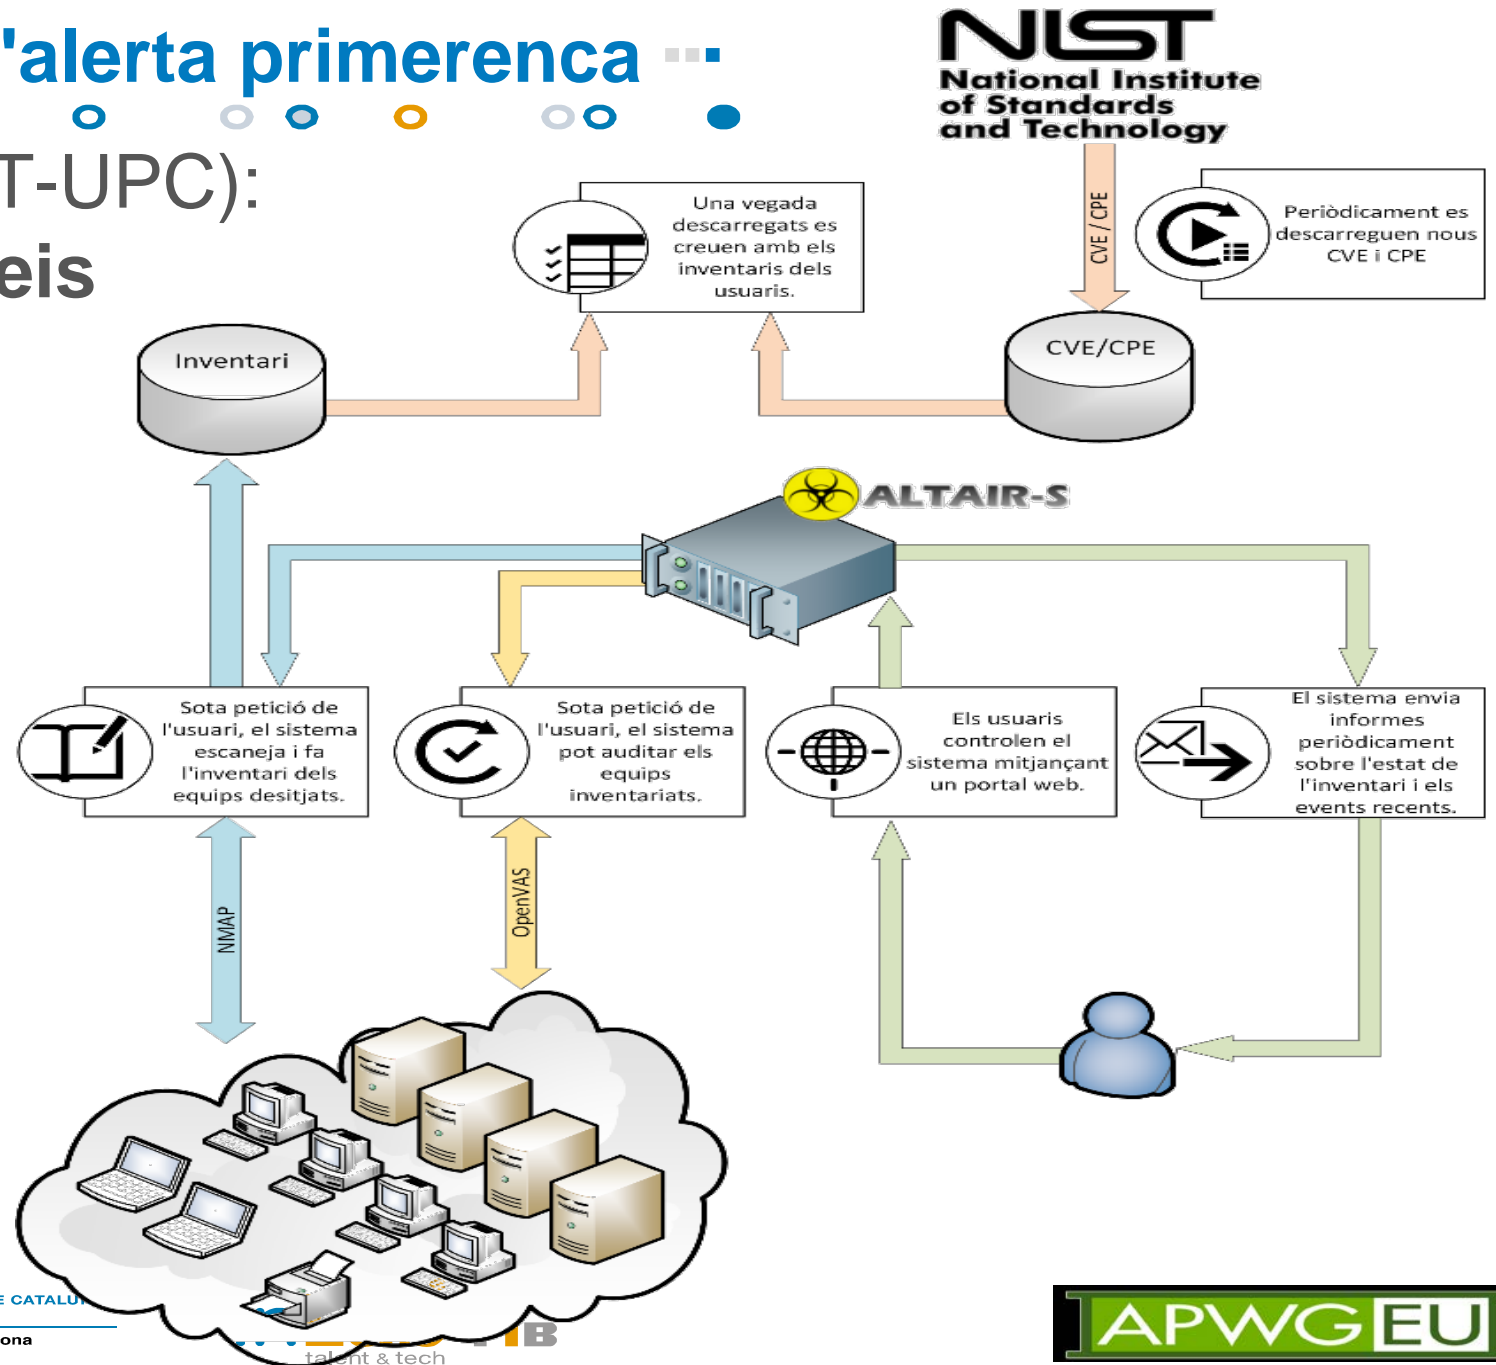 'alerta primerenca
T-UPC):
eis
NIST
National Institute
of Standards
and Technology
CVE / CPE
Una vegada
descarregats es
creuen amb els
inventaris dels
usuaris.
Periòdicament es
descarreguen nous
CVE i CPE
Inventari
CVE/CPE
ALTAIR-S
Sota petició de
l'usuari, el sistema
escaneja i fa
l'inventari dels
equips desitjats.
Sota petició de
l'usuari, el sistema
pot auditar els
equips
inventariats.
Els usuaris
controlen el
sistema mitjançant
un portal web.
El sistema envia
informes
periòdicament
sobre l'estat de
l'inventari i els
events recents.
NMAP
OpenVAS
E CATALU
ona
talent & tech
APWG EU